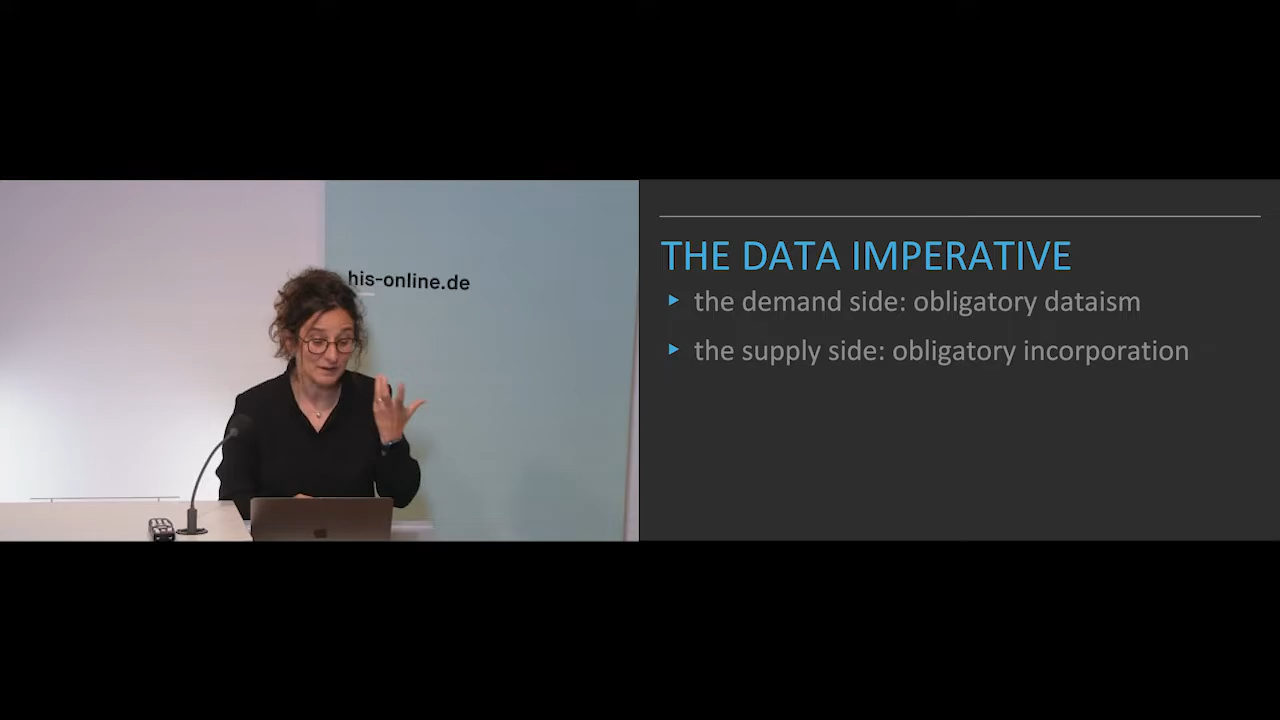 his-online.de
THE DATA IMPERATIVE
the demand side: obligatory dataism
the supply side: obligatory incorporation